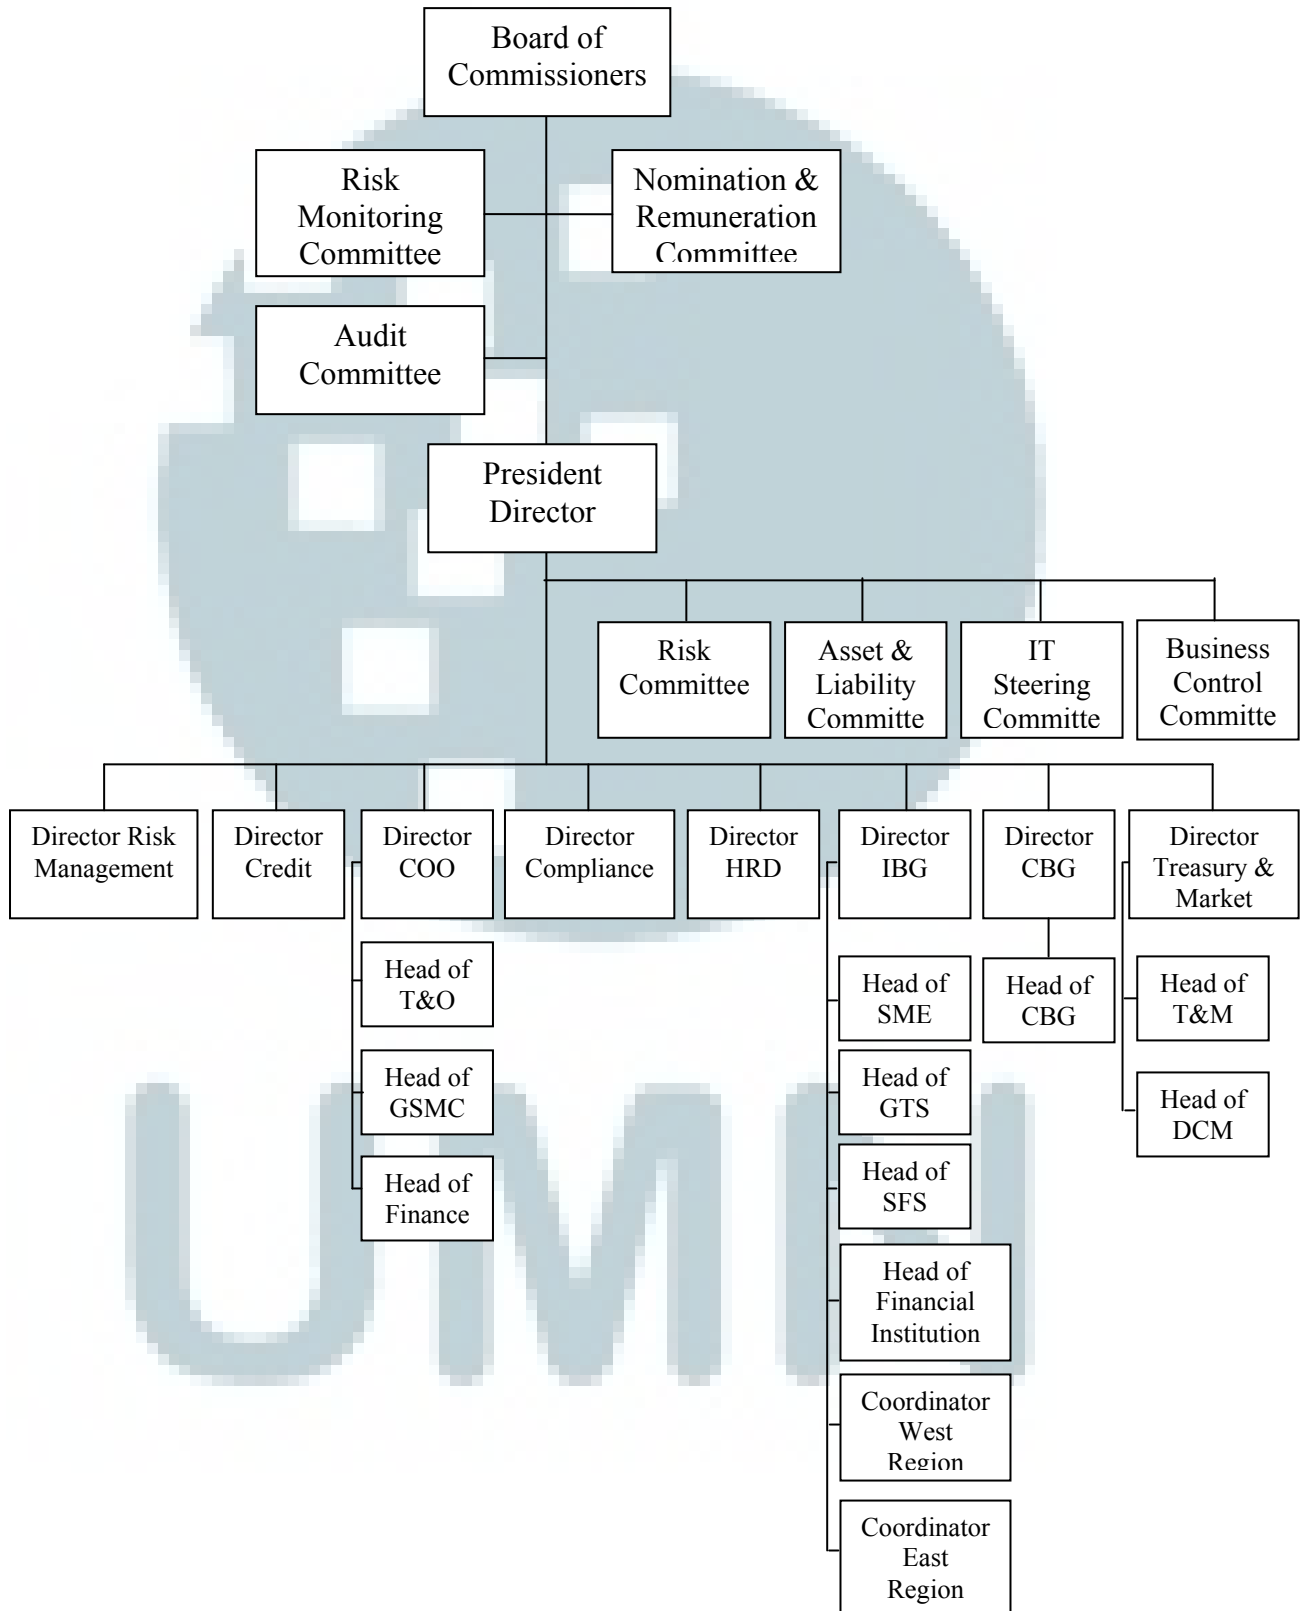 Board of
Commissioners
Risk
Monitoring
Committee
Nomination &
Remuneration
Committee
Audit
Committee
President
Director
Risk
Committee
Asset &
Liability
Committe
IT
Steering
Committe
Business
Control
Committe
Director Risk
Management
Director
Credit
Director
COO
Director
Compliance
Director
HRD
Director
IBG
Director
CBG
Director
Treasury &
Market
Head of
T&O
Head of
GSMC
Head of
Finance
Head of
SME
Head of
GTS
Head of
SFS
Head of
Financial
Institution
Coordinator
West
Region
Coordinator
East
Region
Head of
CBG
Head of
T&M
Head of
DCM
UMN